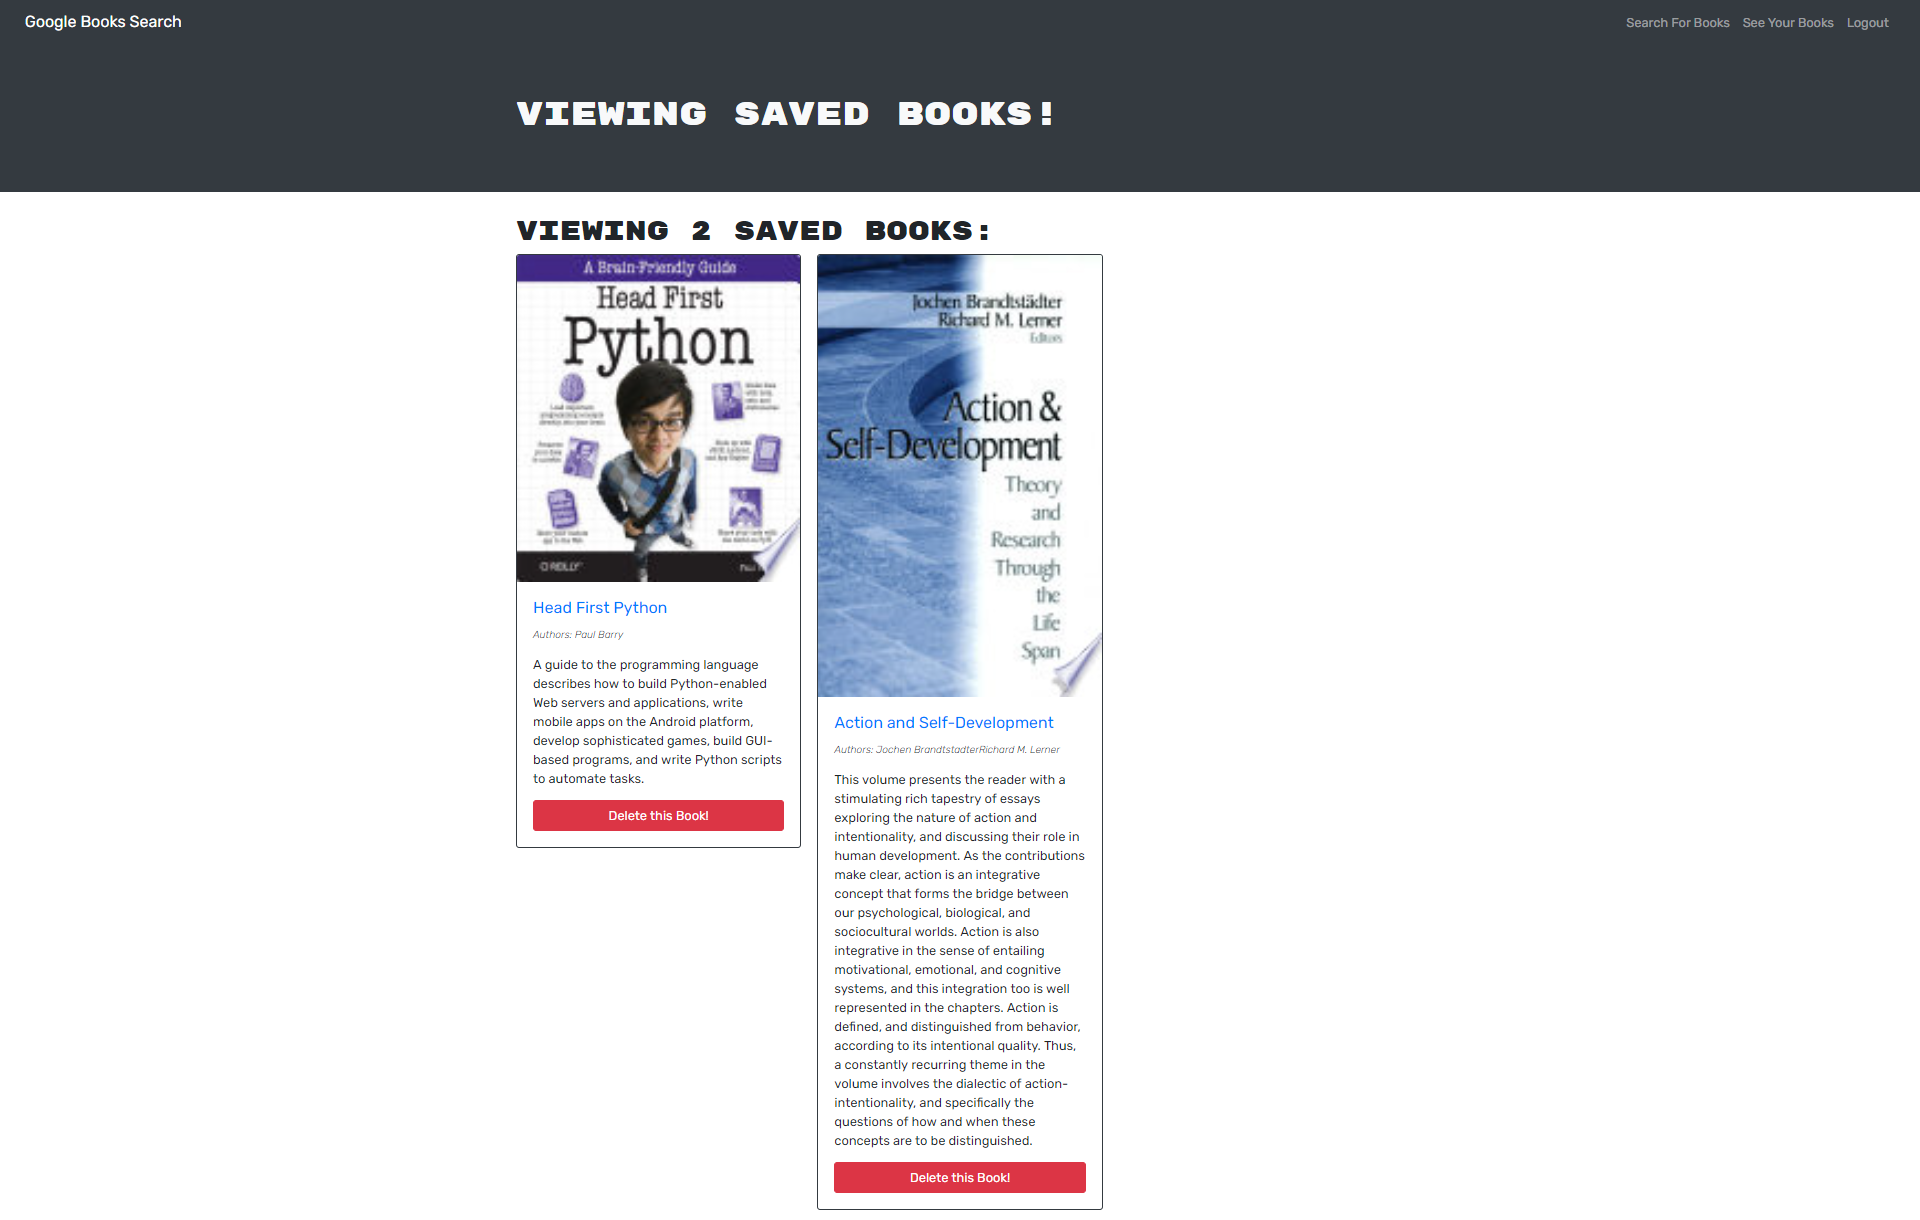 Google Books Search
Search For Books See Your Books Logout
VIEWING SAVED BOOKS!
VIEWING 2 SAVED BOOKS:
A Brain-Friendly Guide
Head First
Python
O'REILLY
Head First Python
Authors: Paul Barry
A guide to the programming language
describes how to build Python-enabled
Web servers and applications, write
mobile apps on the Android platform,
develop sophisticated games, build GUI-
based programs, and write Python scripts
to automate tasks.
Delete this Book!
Jochen Brandtstädter
Richard M. Lerner
Editors
Action &
Self-Development
Theory
and
Research
Through
the
Life
Span
Action and Self-Development
Authors: Jochen BrandtstadterRichard M. Lerner
This volume presents the reader with a
stimulating rich tapestry of essays
exploring the nature of action and
intentionality, and discussing their role in
human development. As the contributions
make clear, action is an integrative
concept that forms the bridge between
our psychological, biological, and
sociocultural worlds. Action is also
integrative in the sense of entailing
motivational, emotional, and cognitive
systems, and this integration too is well
represented in the chapters. Action is
defined, and distinguished from behavior,
according to its intentional quality. Thus,
a constantly recurring theme in the
volume involves the dialectic of action-
intentionality, and specifically the
questions of how and when these
concepts are to be distinguished.
Delete this Book!